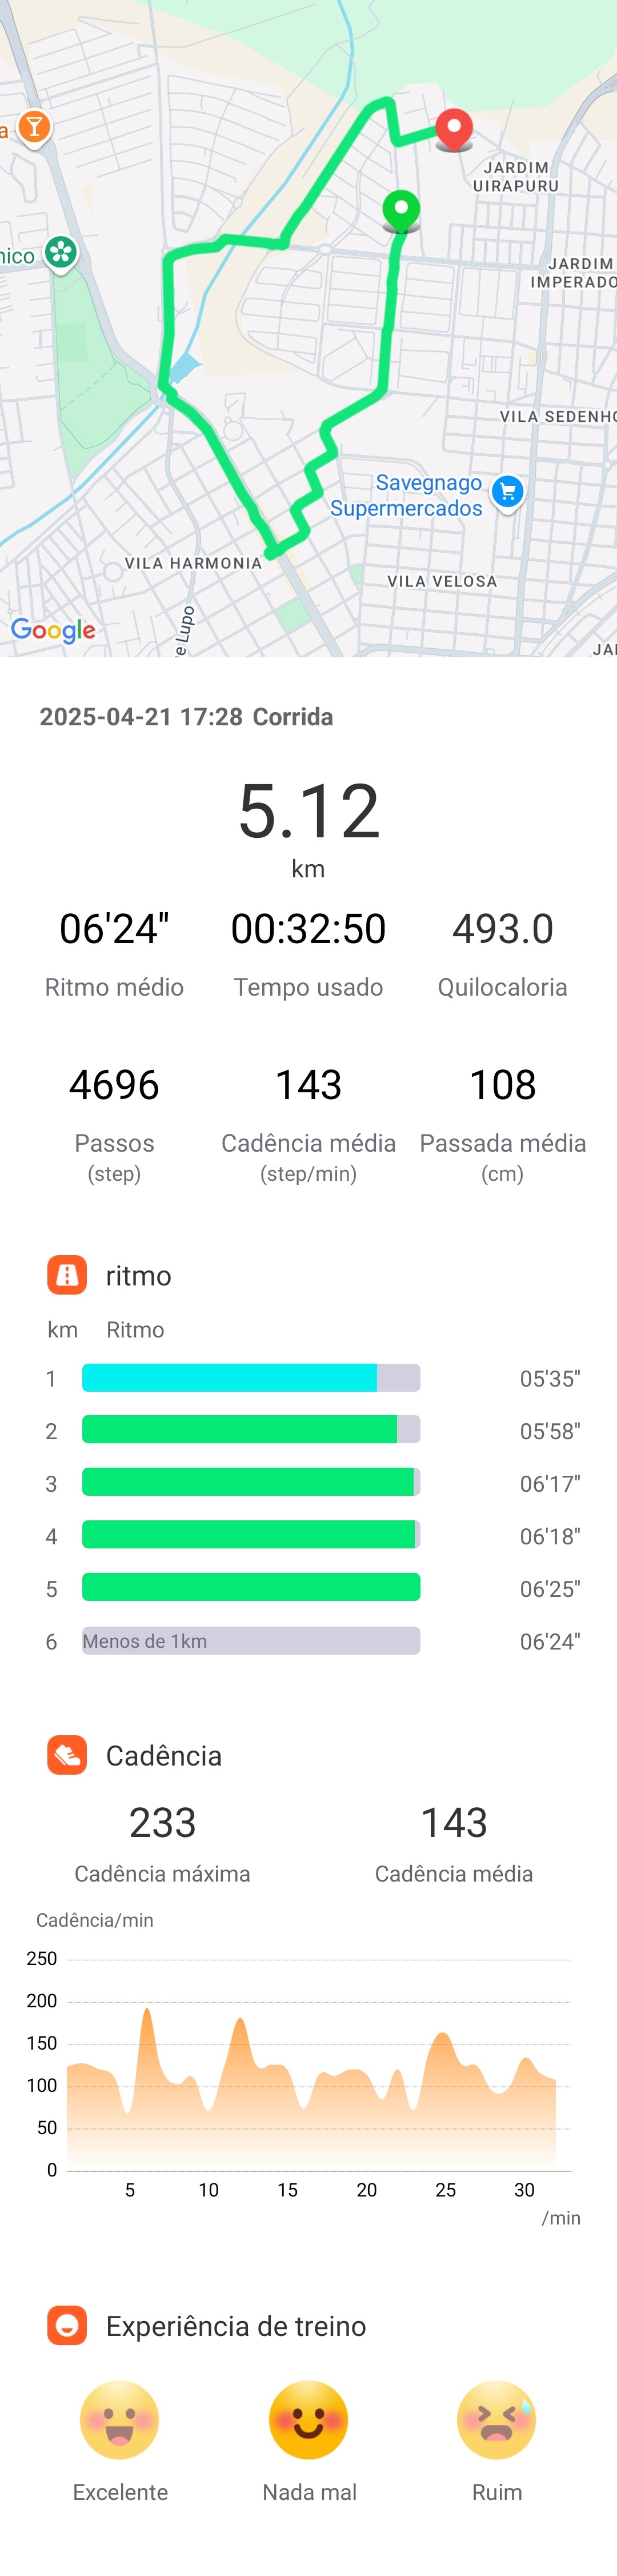 a
JARDIM
UIRAPURU
nico
JARDIM
IMPERADO
VILA SEDENHO
Savegnago
Supermercados
VILA HARMONIA
VILA VELOSA
e Lupo
Google
JA
2025-04-21 17:28 Corrida
5.12
km
06'24" 00:32:50 493.0
Ritmo médio Tempo usado Quilocaloria
4696 143 108
Passos Cadência média Passada média
(step) (step/min) (cm)
ritmo
km Ritmo
1 05'35"
2 05'58"
3 06'17"
4 06'18"
5 06'25"
6 Menos de 1km 06'24"
Cadência
233 143
Cadência máxima Cadência média
Cadência/min
250
200
150
100
50
0
5 10 15 20 25 30
/min
Experiência de treino
Excelente Nada mal Ruim